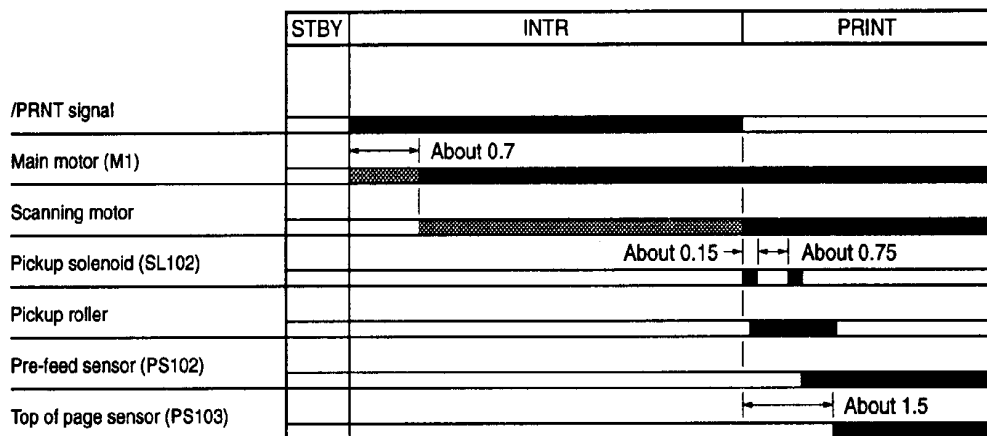 STBY INTR PRINT
/PRNT signal
About 0.7
Main motor (M1)
Scanning motor
About 0.15 About 0.75
Pickup solenoid (SL102)
Pickup roller
Pre-feed sensor (PS102)
About 1.5
Top of page sensor (PS103)